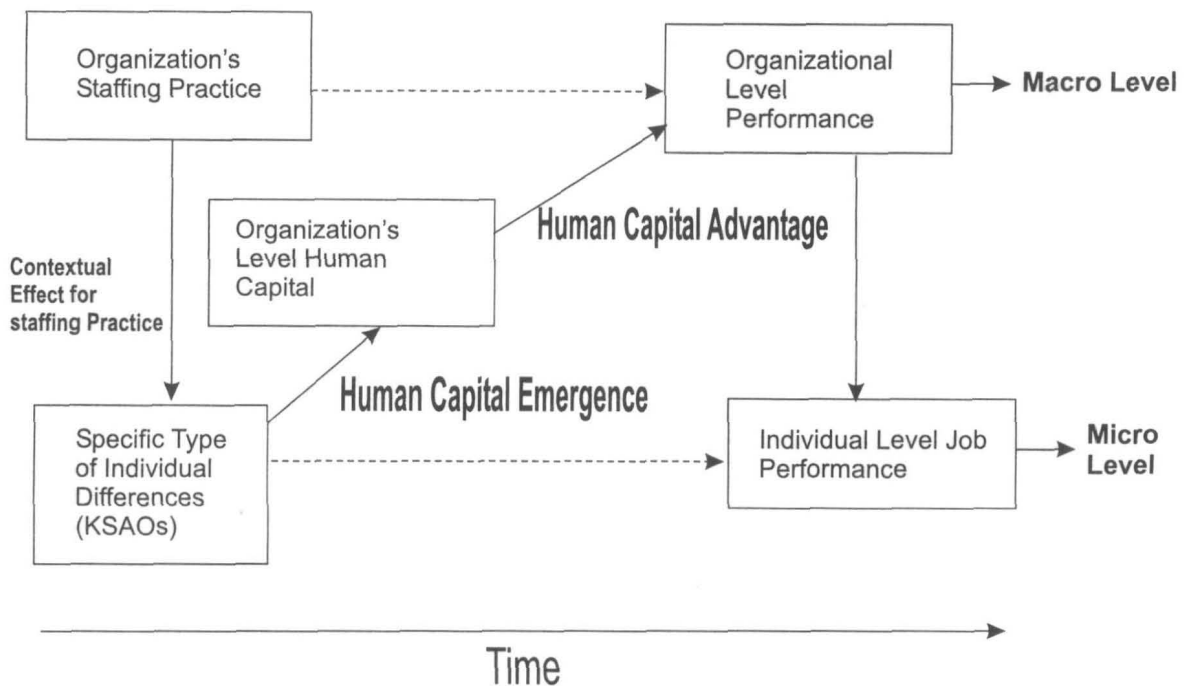 Organization's
Staffing Practice
Organizational
Level
Performance
Macro Level
Organization's
Level Human
Capital
Human Capital Advantage
Contextual
Effect for
staffing Practice
Human Capital Emergence
Specific Type
of Individual
Differences
(KSAOs)
Individual Level Job
Performance
Micro
Level
Time